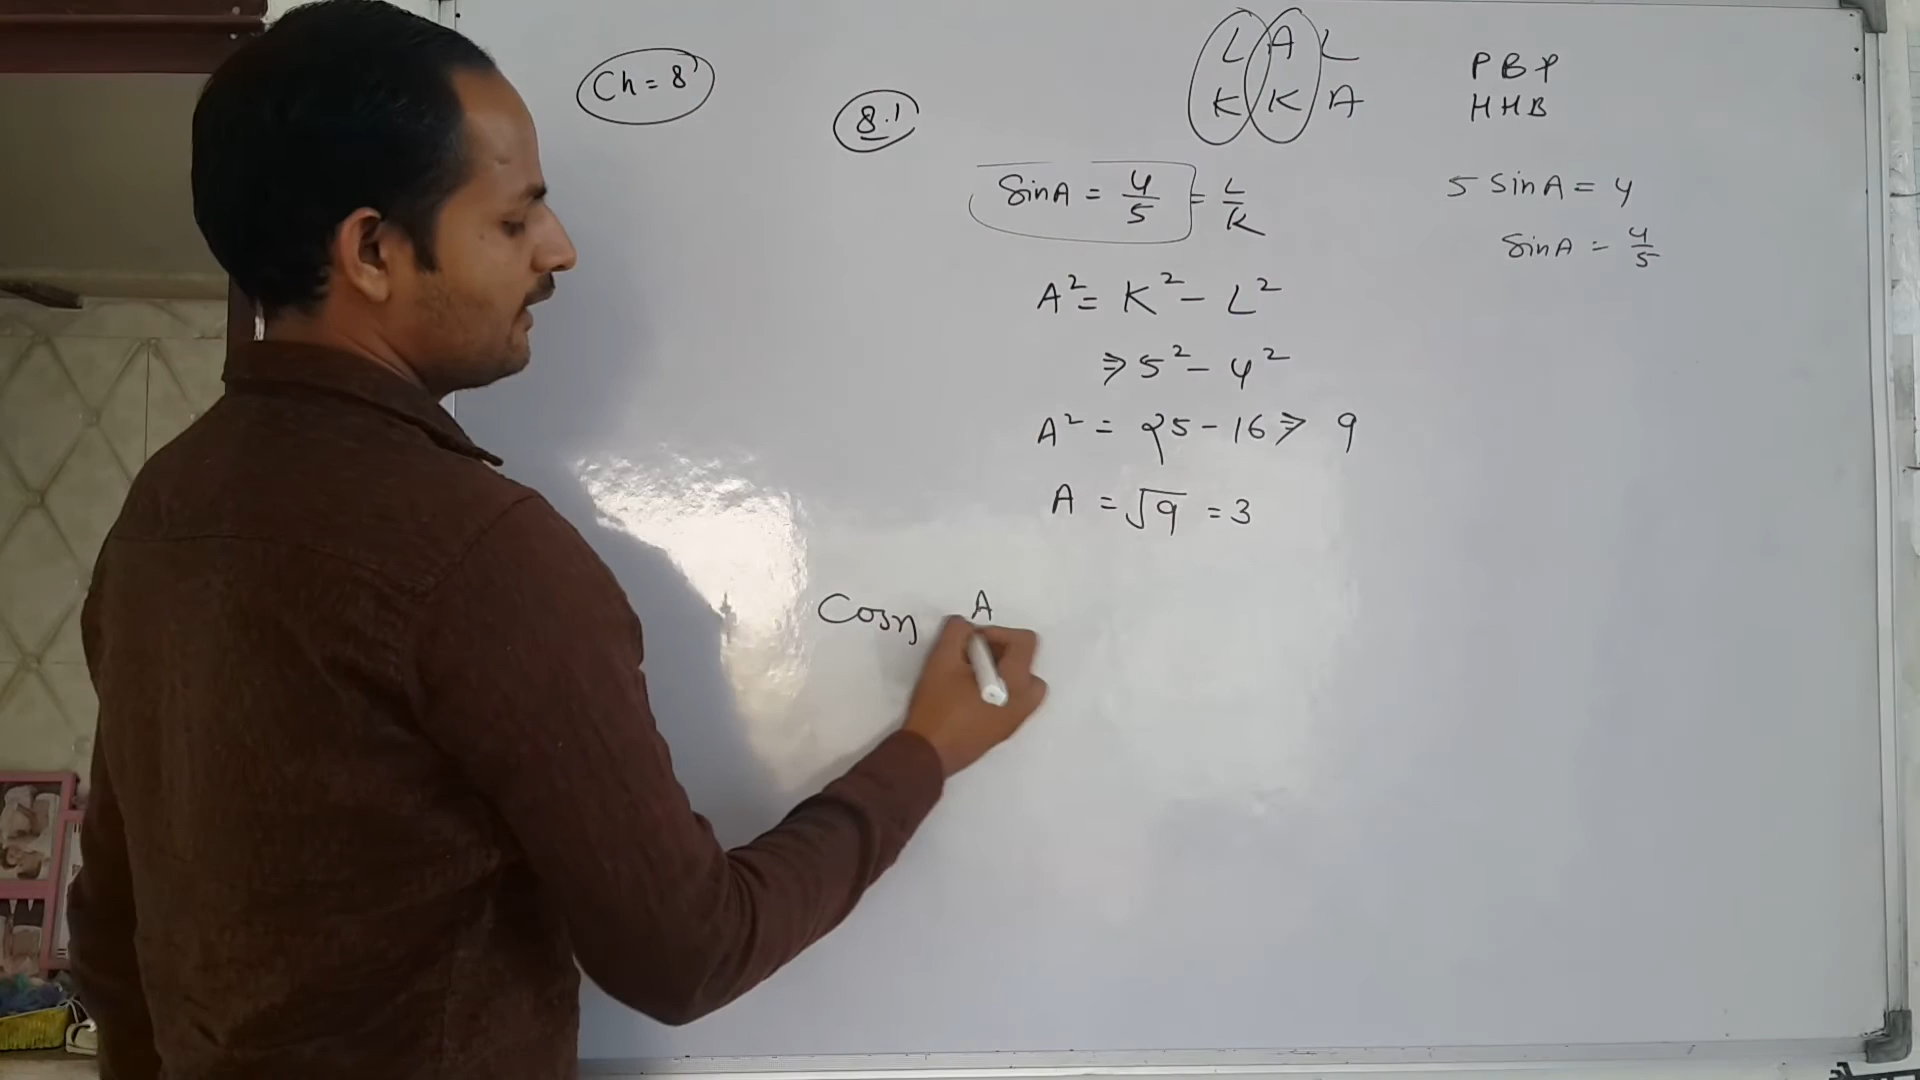 Ch = 8
8.1
L A L
K K A
P B P
H H B
SinA = 4/5 = L/K
5 SinA = 4
SinA = 4/5
A² = K² - L²
⇒ 5² - 4²
A² = 25 - 16 ⇒ 9
A = √9 = 3
A